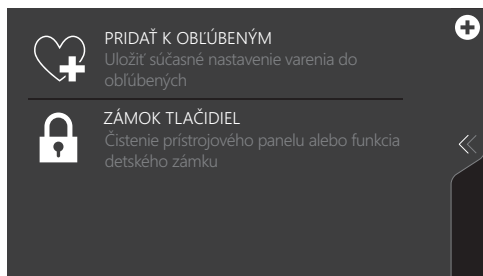 PRIDAŤ K OBĽÚBENÝM
Uložiť súčasné nastavenie varenia do
obľúbených
ZÁMOK TLAČIDIEL
Čistenie prístrojového panelu alebo funkcia
detského zámku